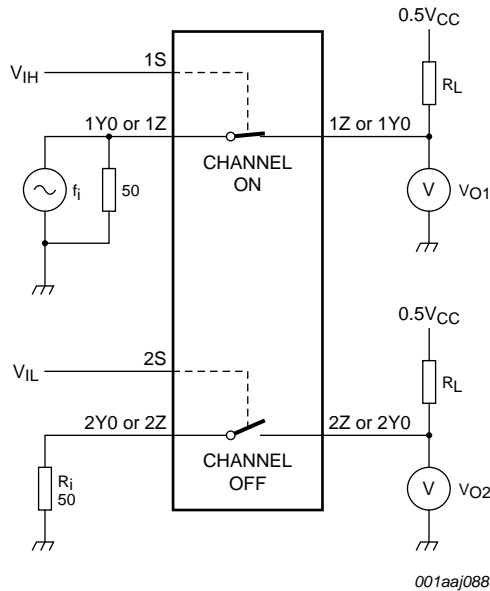 0.5VCC
1S
VIH
RL
1Y0 or 1Z
1Z or 1Y0
CHANNEL
ON
fi
50
V
VO1
0.5VCC
2S
VIL
RL
2Y0 or 2Z
2Z or 2Y0
CHANNEL
OFF
Ri
50
V
VO2
001aaj088